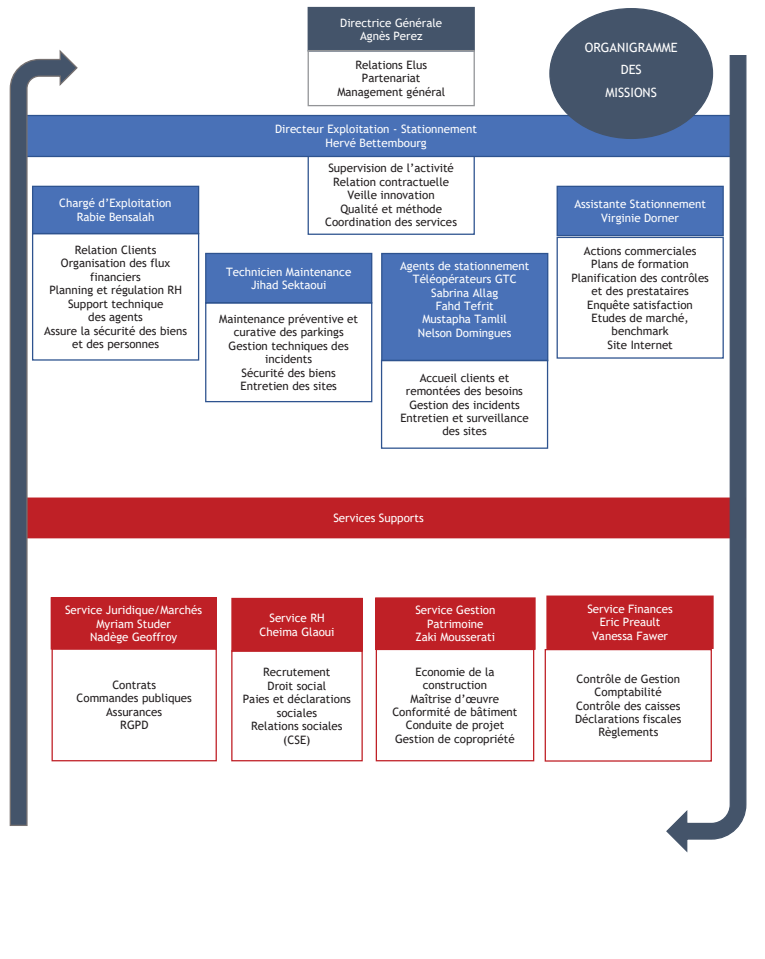 Directrice Générale
Agnès Perez
Relations Elus
Partenariat
Management général
ORGANIGRAMME
DES
MISSIONS
Directeur Exploitation - Stationnement
Hervé Bettembourg
Supervision de l’activité
Relation contractuelle
Veille innovation
Qualité et méthode
Coordination des services
Chargé d’Exploitation
Rabie Bensalah
Relation Clients
Organisation des flux
financiers
Planning et régulation RH
Support technique
des agents
Assure la sécurité des biens
et des personnes
Technicien Maintenance
Jihad Sektaoui
Maintenance préventive et
curative des parkings
Gestion techniques des
incidents
Sécurité des biens
Entretien des sites
Agents de stationnement
Téléopérateurs GTC
Sabrina Allag
Fahd Tefrit
Mustapha Tamlil
Nelson Domingues
Accueil clients et
remontées des besoins
Gestion des incidents
Entretien et surveillance
des sites
Assistante Stationnement
Virginie Dorner
Actions commerciales
Plans de formation
Planification des contrôles
et des prestataires
Enquête satisfaction
Etudes de marché,
benchmark
Site Internet
Services Supports
Service Juridique/Marchés
Myriam Studer
Nadège Geoffroy
Contrats
Commandes publiques
Assurances
RGPD
Service RH
Cheima Glaoui
Recrutement
Droit social
Paies et déclarations
sociales
Relations sociales
(CSE)
Service Gestion
Patrimoine
Zaki Mousserati
Economie de la
construction
Maîtrise d’œuvre
Conformité de bâtiment
Conduite de projet
Gestion de copropriété
Service Finances
Eric Preault
Vanessa Fawer
Contrôle de Gestion
Comptabilité
Contrôle des caisses
Déclarations fiscales
Règlements